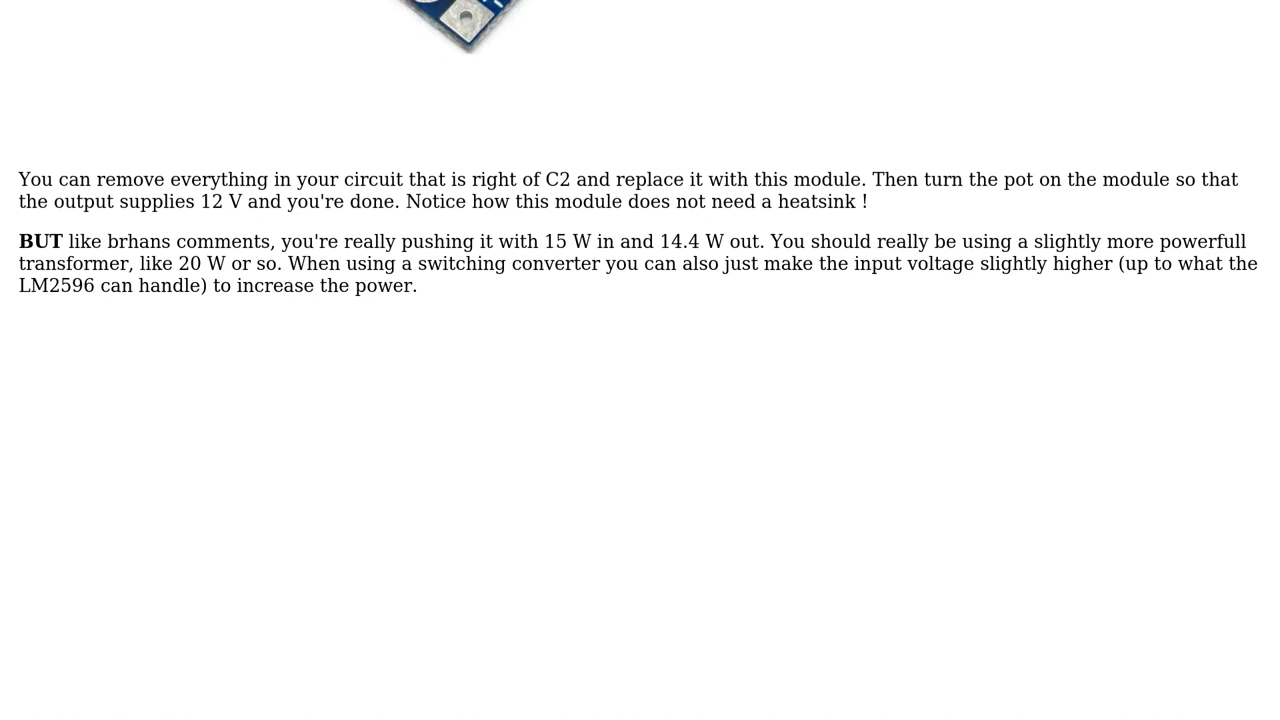 You can remove everything in your circuit that is right of C2 and replace it with this module. Then turn the pot on the module so that
the output supplies 12 V and you're done. Notice how this module does not need a heatsink !
BUT like brhans comments, you're really pushing it with 15 W in and 14.4 W out. You should really be using a slightly more powerfull
transformer, like 20 W or so. When using a switching converter you can also just make the input voltage slightly higher (up to what the
LM2596 can handle) to increase the power.